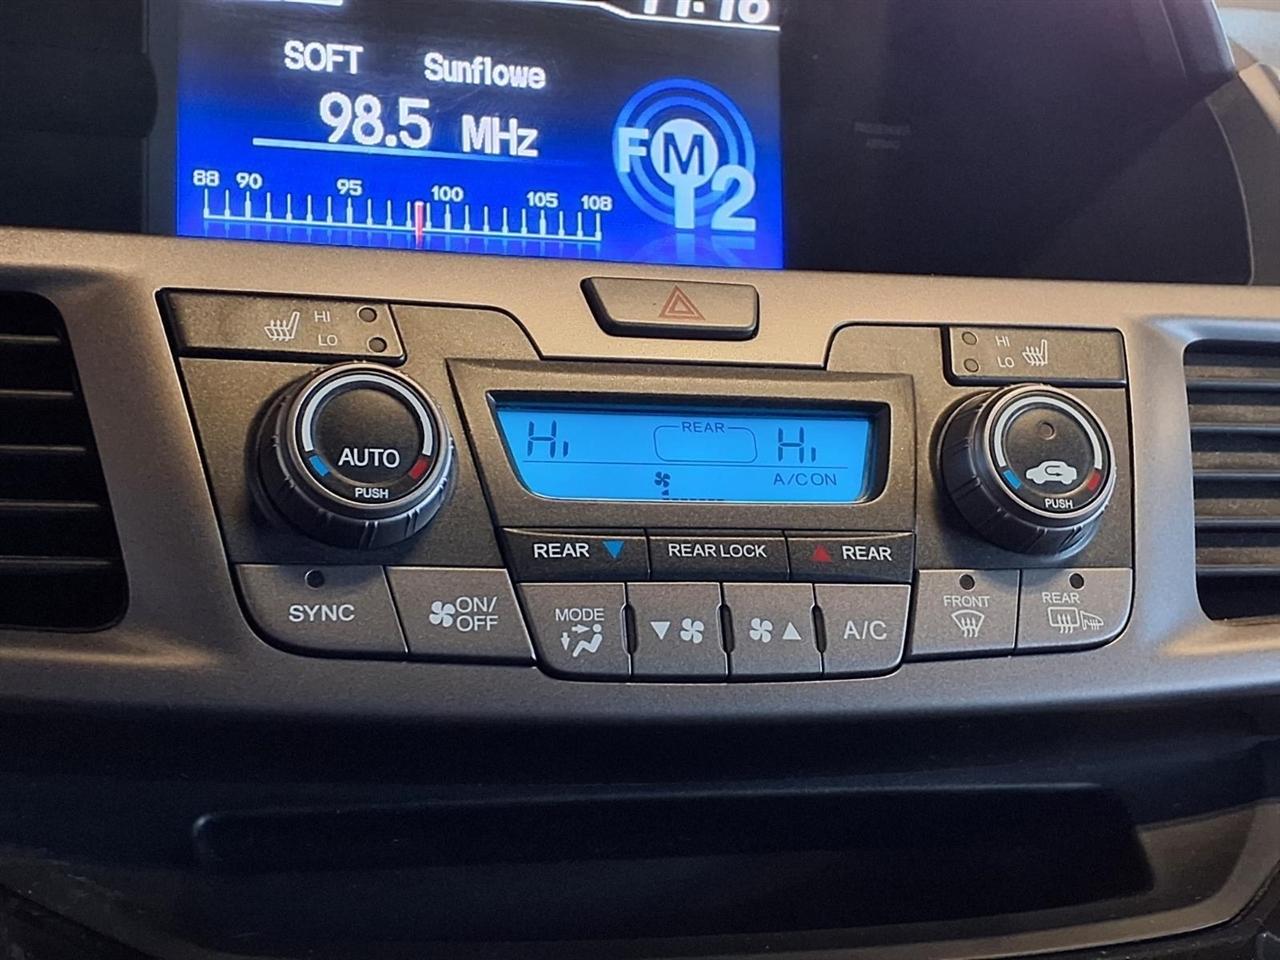 SOFT Sunflowe
98.5 MHz
FM 2
88 90 95 100 105 108
HI
LO
HI
LO
AUTO
PUSH
Hi REAR Hi
A/C ON
PUSH
REAR REAR LOCK REAR
SYNC
ON/
OFF
MODE
A/C
FRONT
REAR